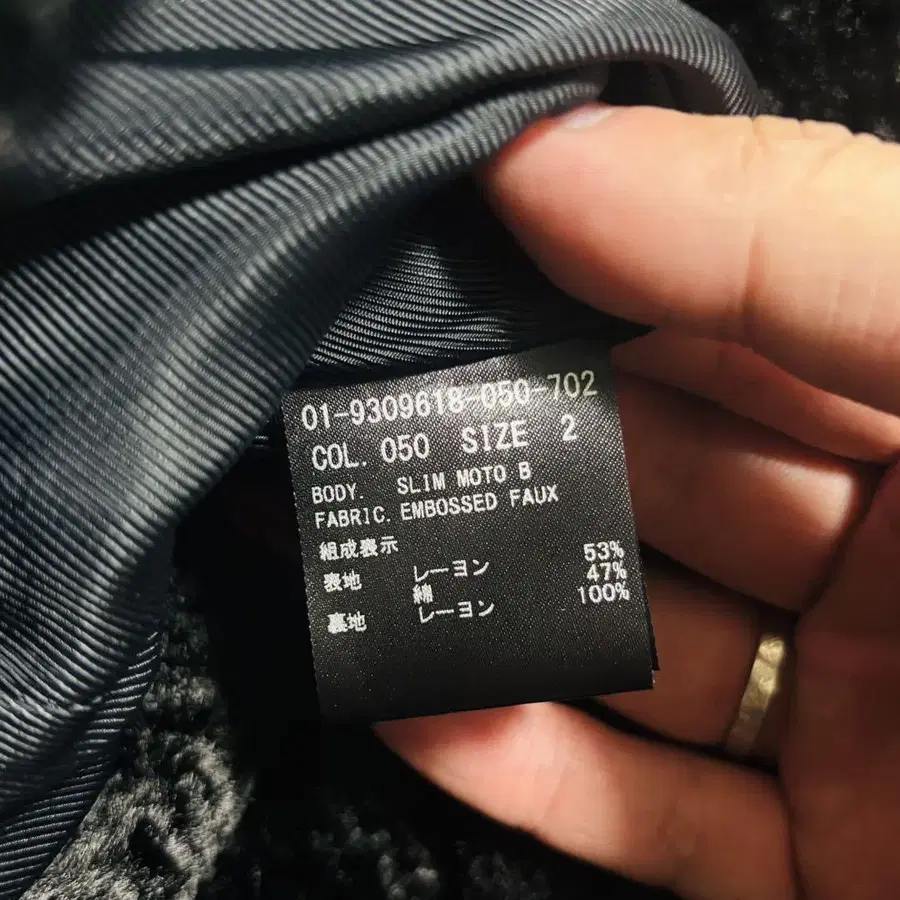 01-9309618-050-702
COL. 050 SIZE 2
BODY. SLIM MOTO B
FABRIC. EMBOSSED FAUX
組成表示
表地 レーヨン 53%
綿 47%
裏地 レーヨン 100%